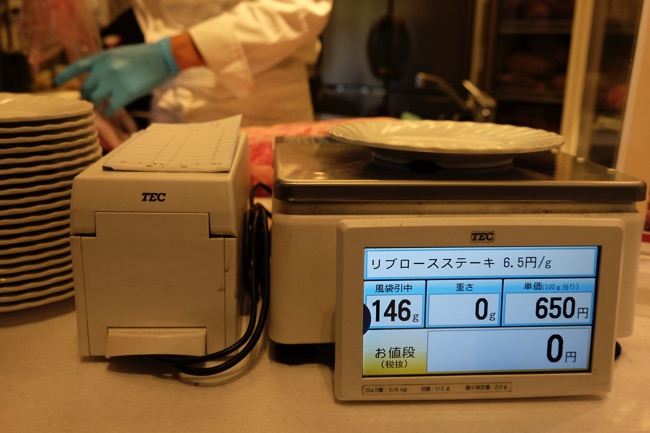 TEC
TEC
リブロースステーキ 6.5円/g
風袋引中 重さ 単価(100g当り)
146g 0g 650円
お値段 0円
(税抜)